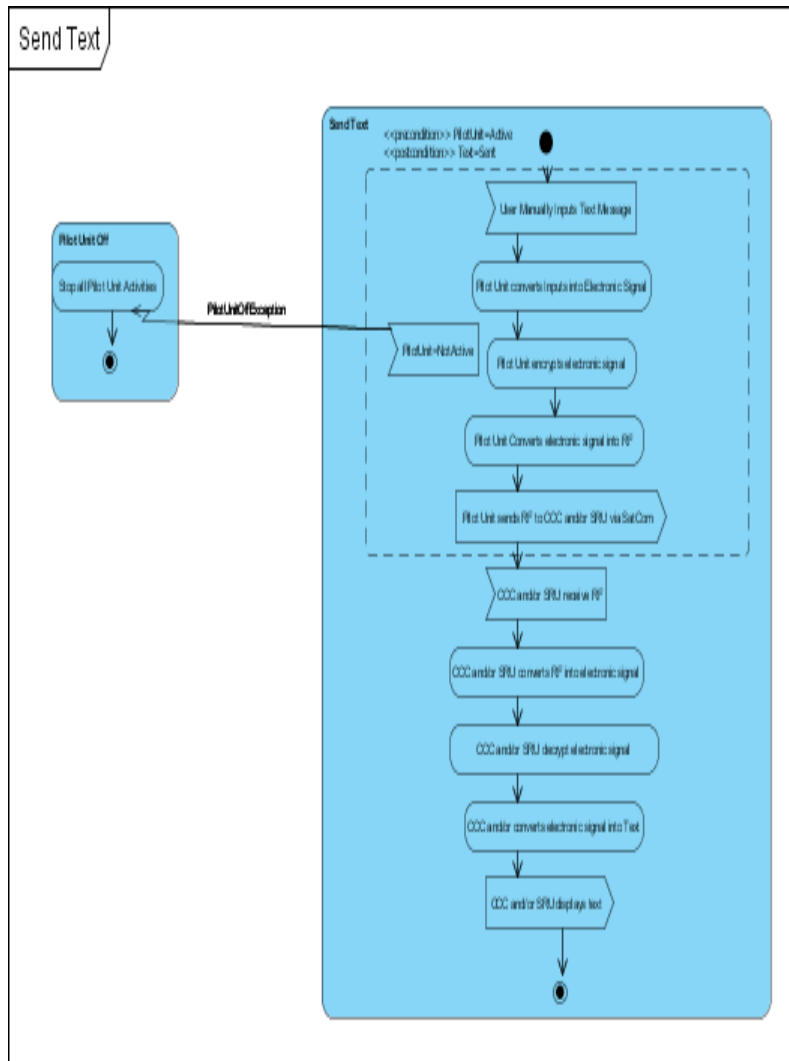 Send Text
Send Text
<<precondition>> PilotUnit=Active
<<postcondition>> Text=Sent
User Manually Inputs Text Message
Pilot Unit converts Inputs into Electronic Signal
Pilot Unit encrypts electronic signal
Pilot Unit Converts electronic signal into RF
Pilot Unit sends RF to CCC and/or SRU via SatCom
CCC and/or SRU receive RF
CCC and/or SRU converts RF into electronic signal
CCC and/or SRU decrypt electronic signal
CCC and/or converts electronic signal into Text
CCC and/or SRU displays text
PilotUnit=NotActive
PilotUnitOffException
Pilot Unit Off
Stop all Pilot Unit Activities